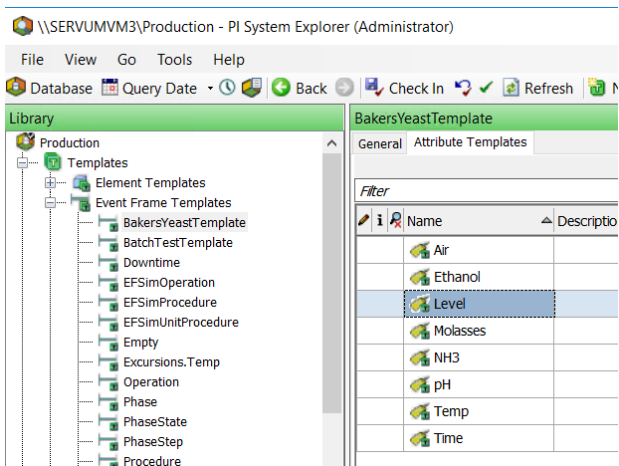 \\SERVUMVM3\Production - PI System Explorer (Administrator)
File View Go Tools Help
Database Query Date Back Check In Refresh N
Library
Production
Templates
Element Templates
Event Frame Templates
BakersYeastTemplate
BatchTestTemplate
Downtime
EFSimOperation
EFSimProcedure
EFSimUnitProcedure
Empty
Excursions.Temp
Operation
Phase
PhaseState
PhaseStep
Procedure
BakersYeastTemplate
General Attribute Templates
Filter
Name Descriptio
Air
Ethanol
Level
Molasses
NH3
pH
Temp
Time